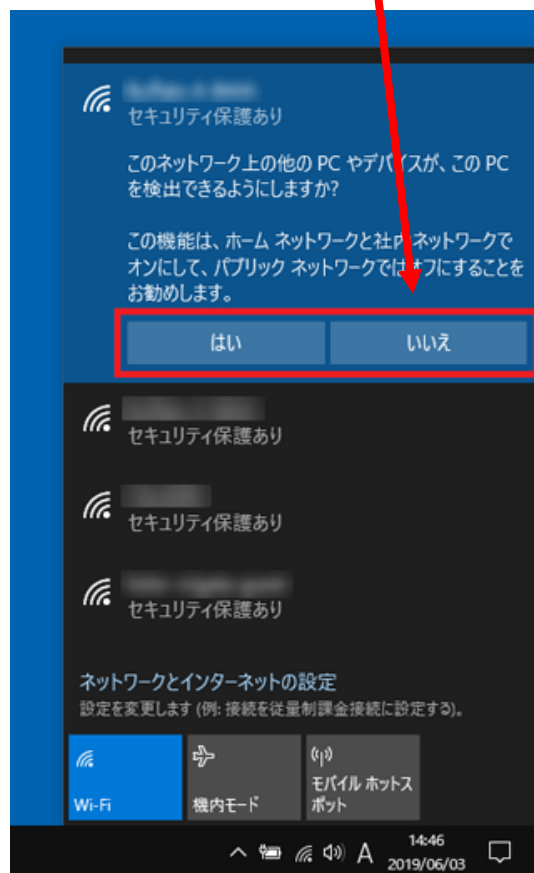 セキュリティ保護あり
このネットワーク上の他の PC やデバイスが、この PC
を検出できるようにしますか?
この機能は、ホーム ネットワークと社内ネットワークで
オンにして、パブリック ネットワークではオフにすることを
お勧めします。
はい いいえ
セキュリティ保護あり
セキュリティ保護あり
セキュリティ保護あり
ネットワークとインターネットの設定
設定を変更します (例: 接続を従量制課金接続に設定する)。
Wi-Fi
機内モード
モバイル ホットス
ポット
A
14:46
2019/06/03